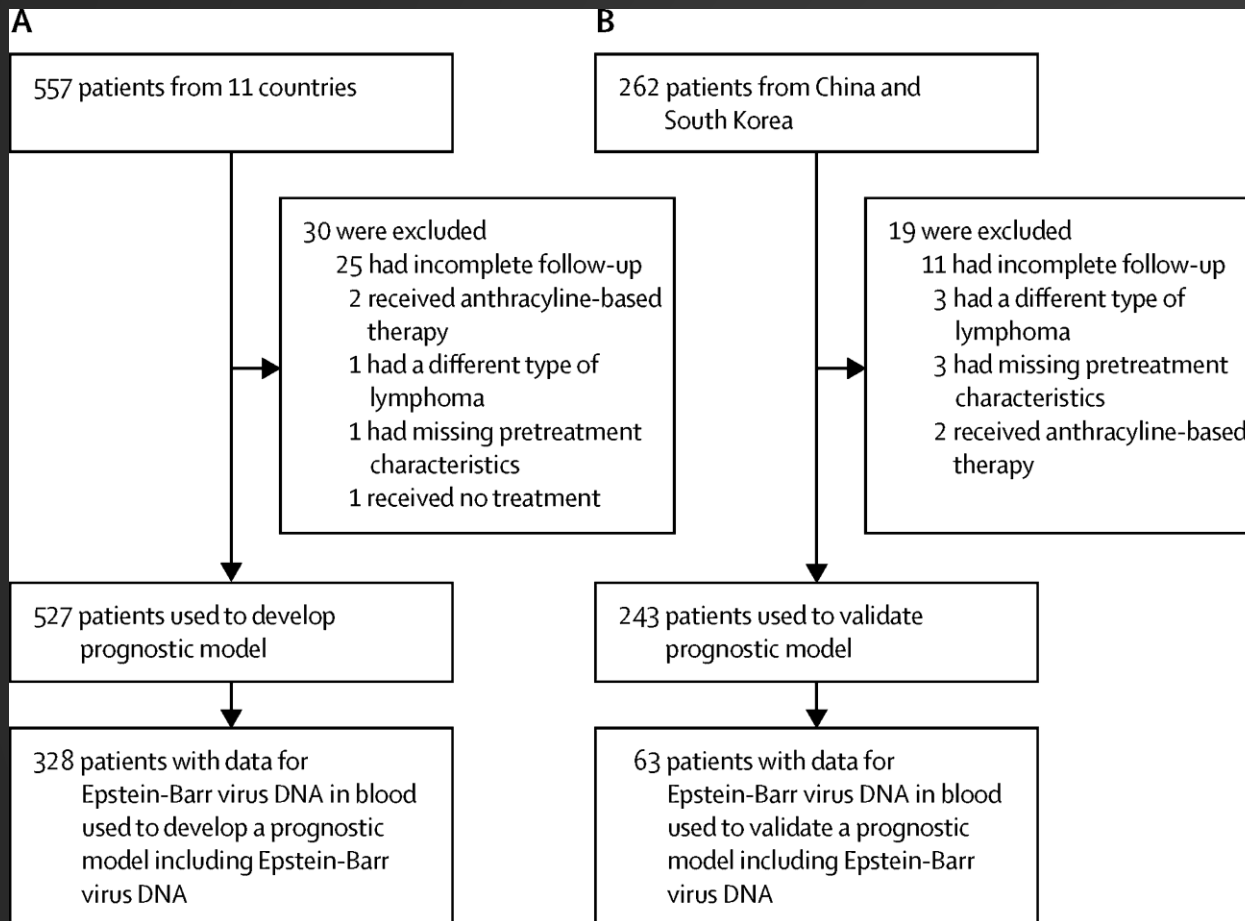 A
557 patients from 11 countries
30 were excluded
25 had incomplete follow-up
2 received anthracyline-based
therapy
1 had a different type of
lymphoma
1 had missing pretreatment
characteristics
1 received no treatment
527 patients used to develop
prognostic model
328 patients with data for
Epstein-Barr virus DNA in blood
used to develop a prognostic
model including Epstein-Barr
virus DNA
B
262 patients from China and
South Korea
19 were excluded
11 had incomplete follow-up
3 had a different type of
lymphoma
3 had missing pretreatment
characteristics
2 received anthracyline-based
therapy
243 patients used to validate
prognostic model
63 patients with data for
Epstein-Barr virus DNA in blood
used to validate a prognostic
model including Epstein-Barr
virus DNA